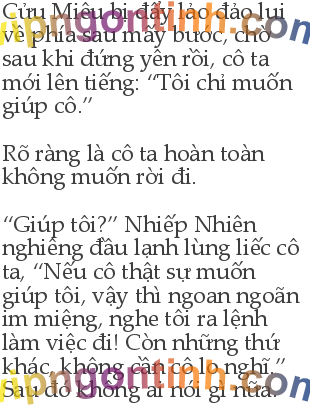 Cửu Miêu bị đẩy lảo đảo lui
về phía sau mấy bước, chờ
sau khi đứng yên rồi, cô ta
mới lên tiếng: “Tôi chỉ muốn
giúp cô.”
Rõ ràng là cô ta hoàn toàn
không muốn rời đi.
“Giúp tôi?” Nhiếp Nhiên
nghiêng đầu lạnh lùng liếc cô
ta, “Nếu cô thật sự muốn
giúp tôi, vậy thì ngoan ngoãn
im miệng, nghe tôi ra lệnh
làm việc đi! Còn những thứ
khác, không cần cô lo nghĩ.”
Sau đó không ai nói gì nữa.
vipngontinh.com
vipngontinh.com